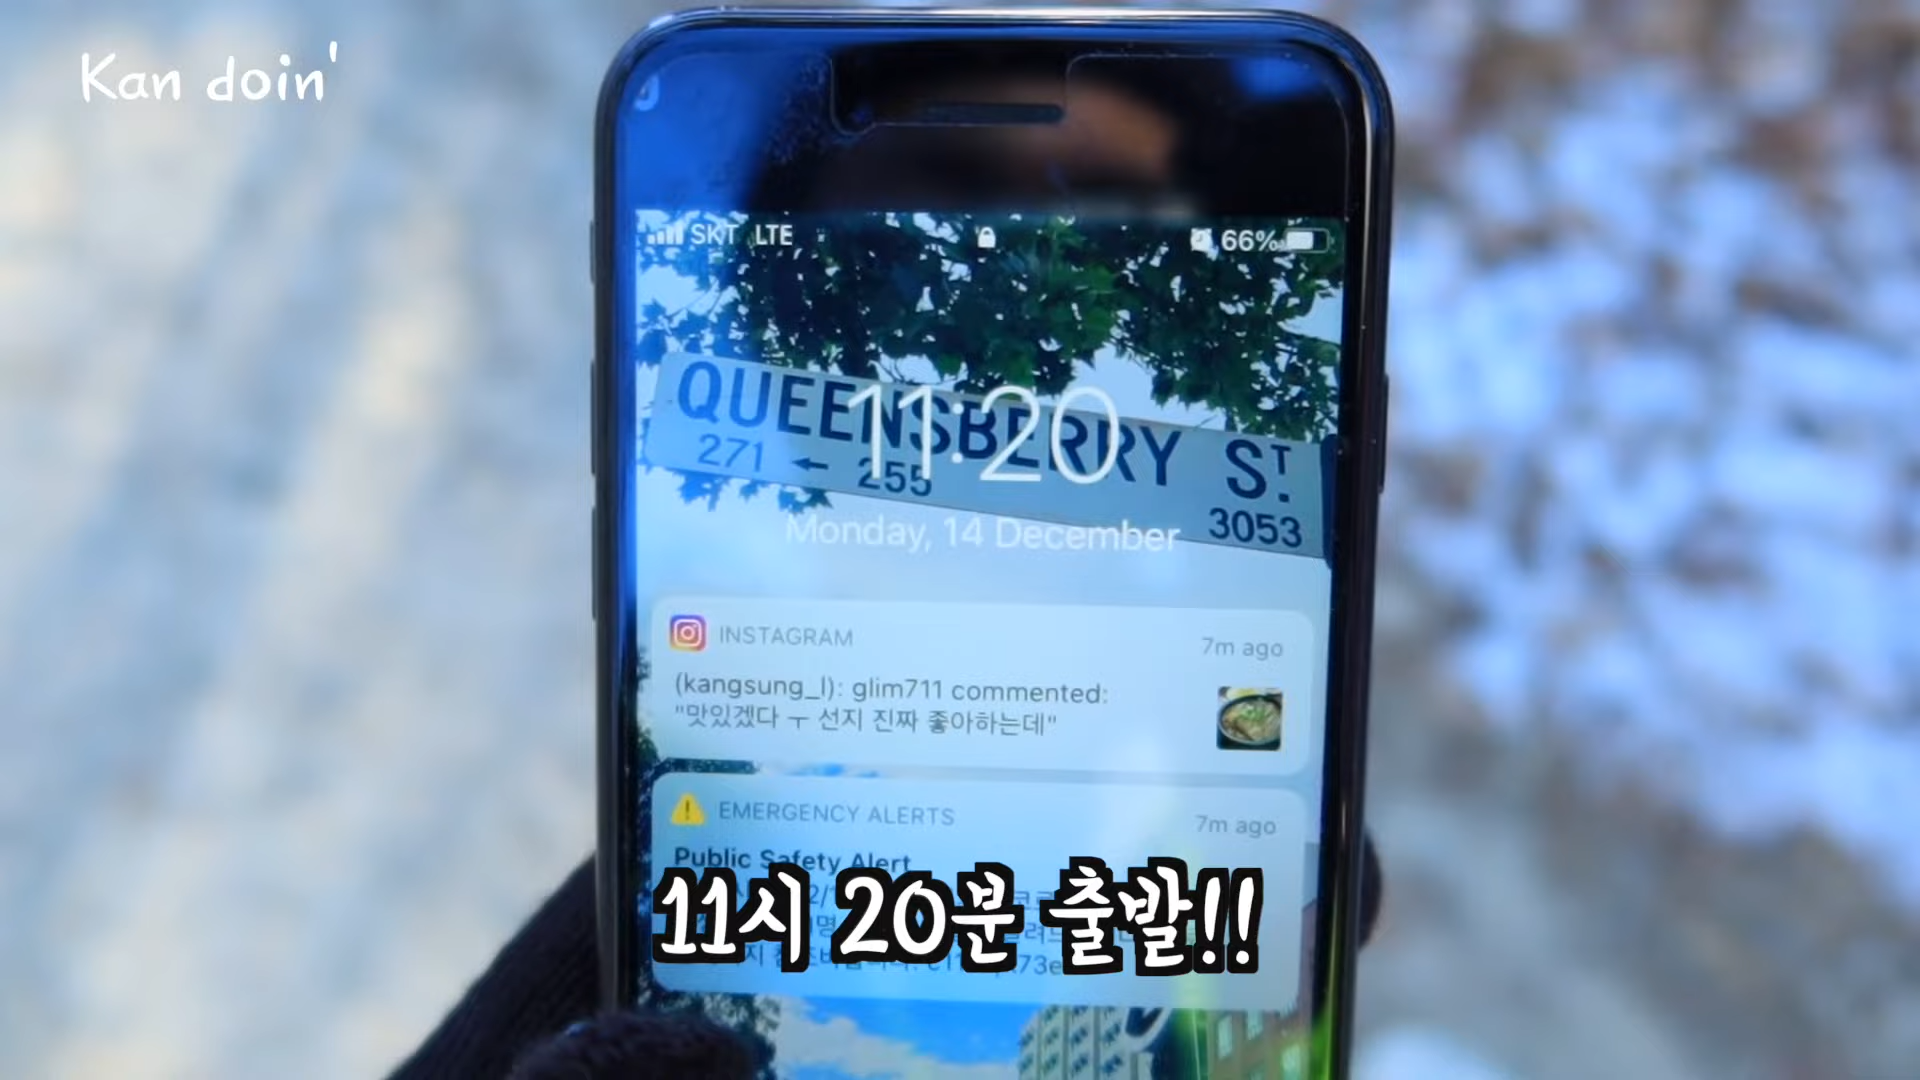 Kan doin'
SKT LTE
66%
QUEENSBERRY ST.
271 ← 255
3053
11:20
Monday, 14 December
INSTAGRAM
7m ago
(kangsung_l): glim711 commented:
"맛있겠다 ㅜ 선지 진짜 좋아하는데"
EMERGENCY ALERTS
7m ago
Public Safety Alert
11시 20분 출발!!